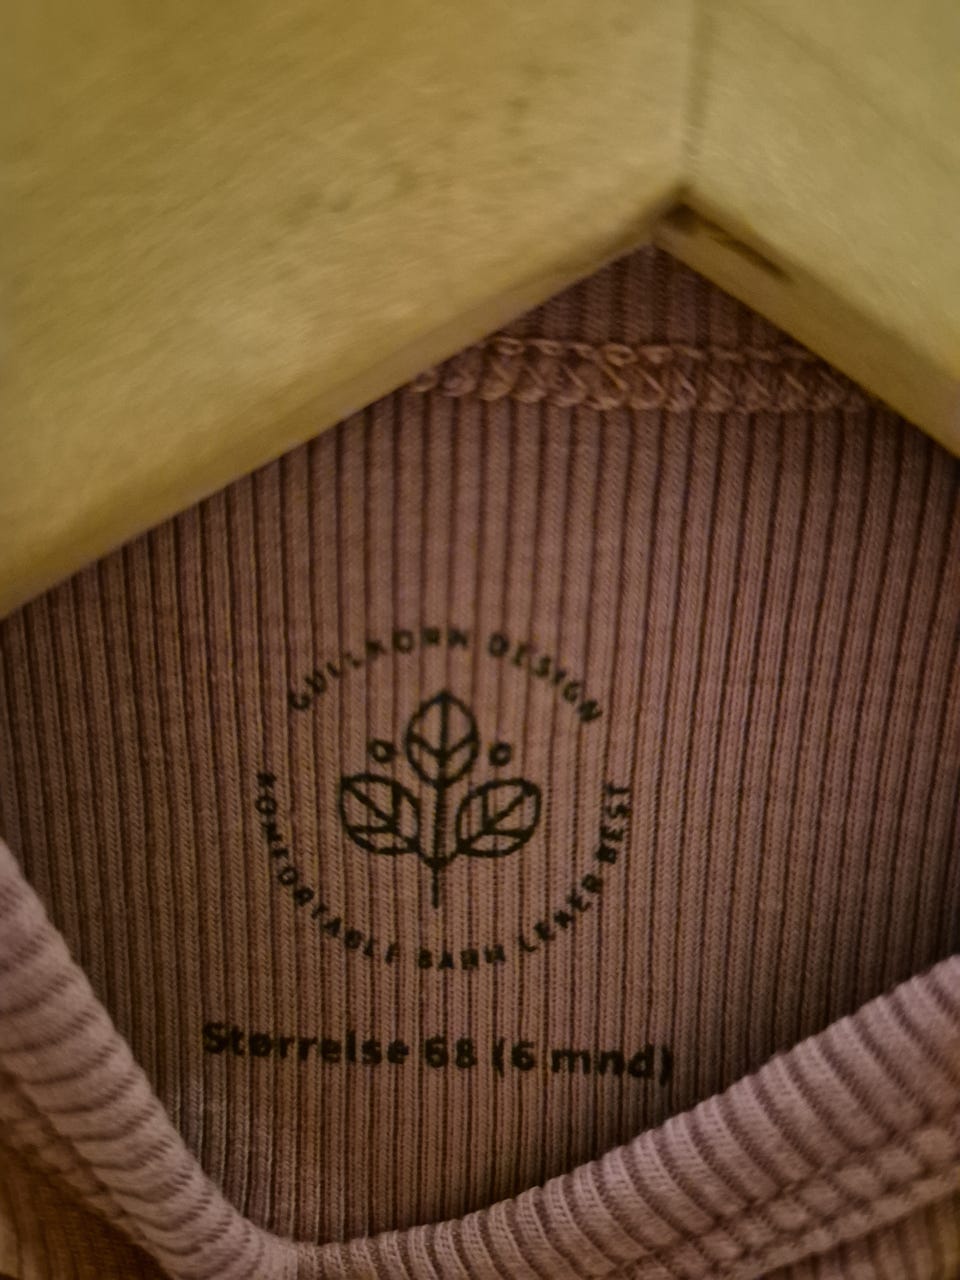 GULLKORN DESIGN
KOMFORTABLE BARN LEKER BEST
Størrelse 68 (6 mnd)